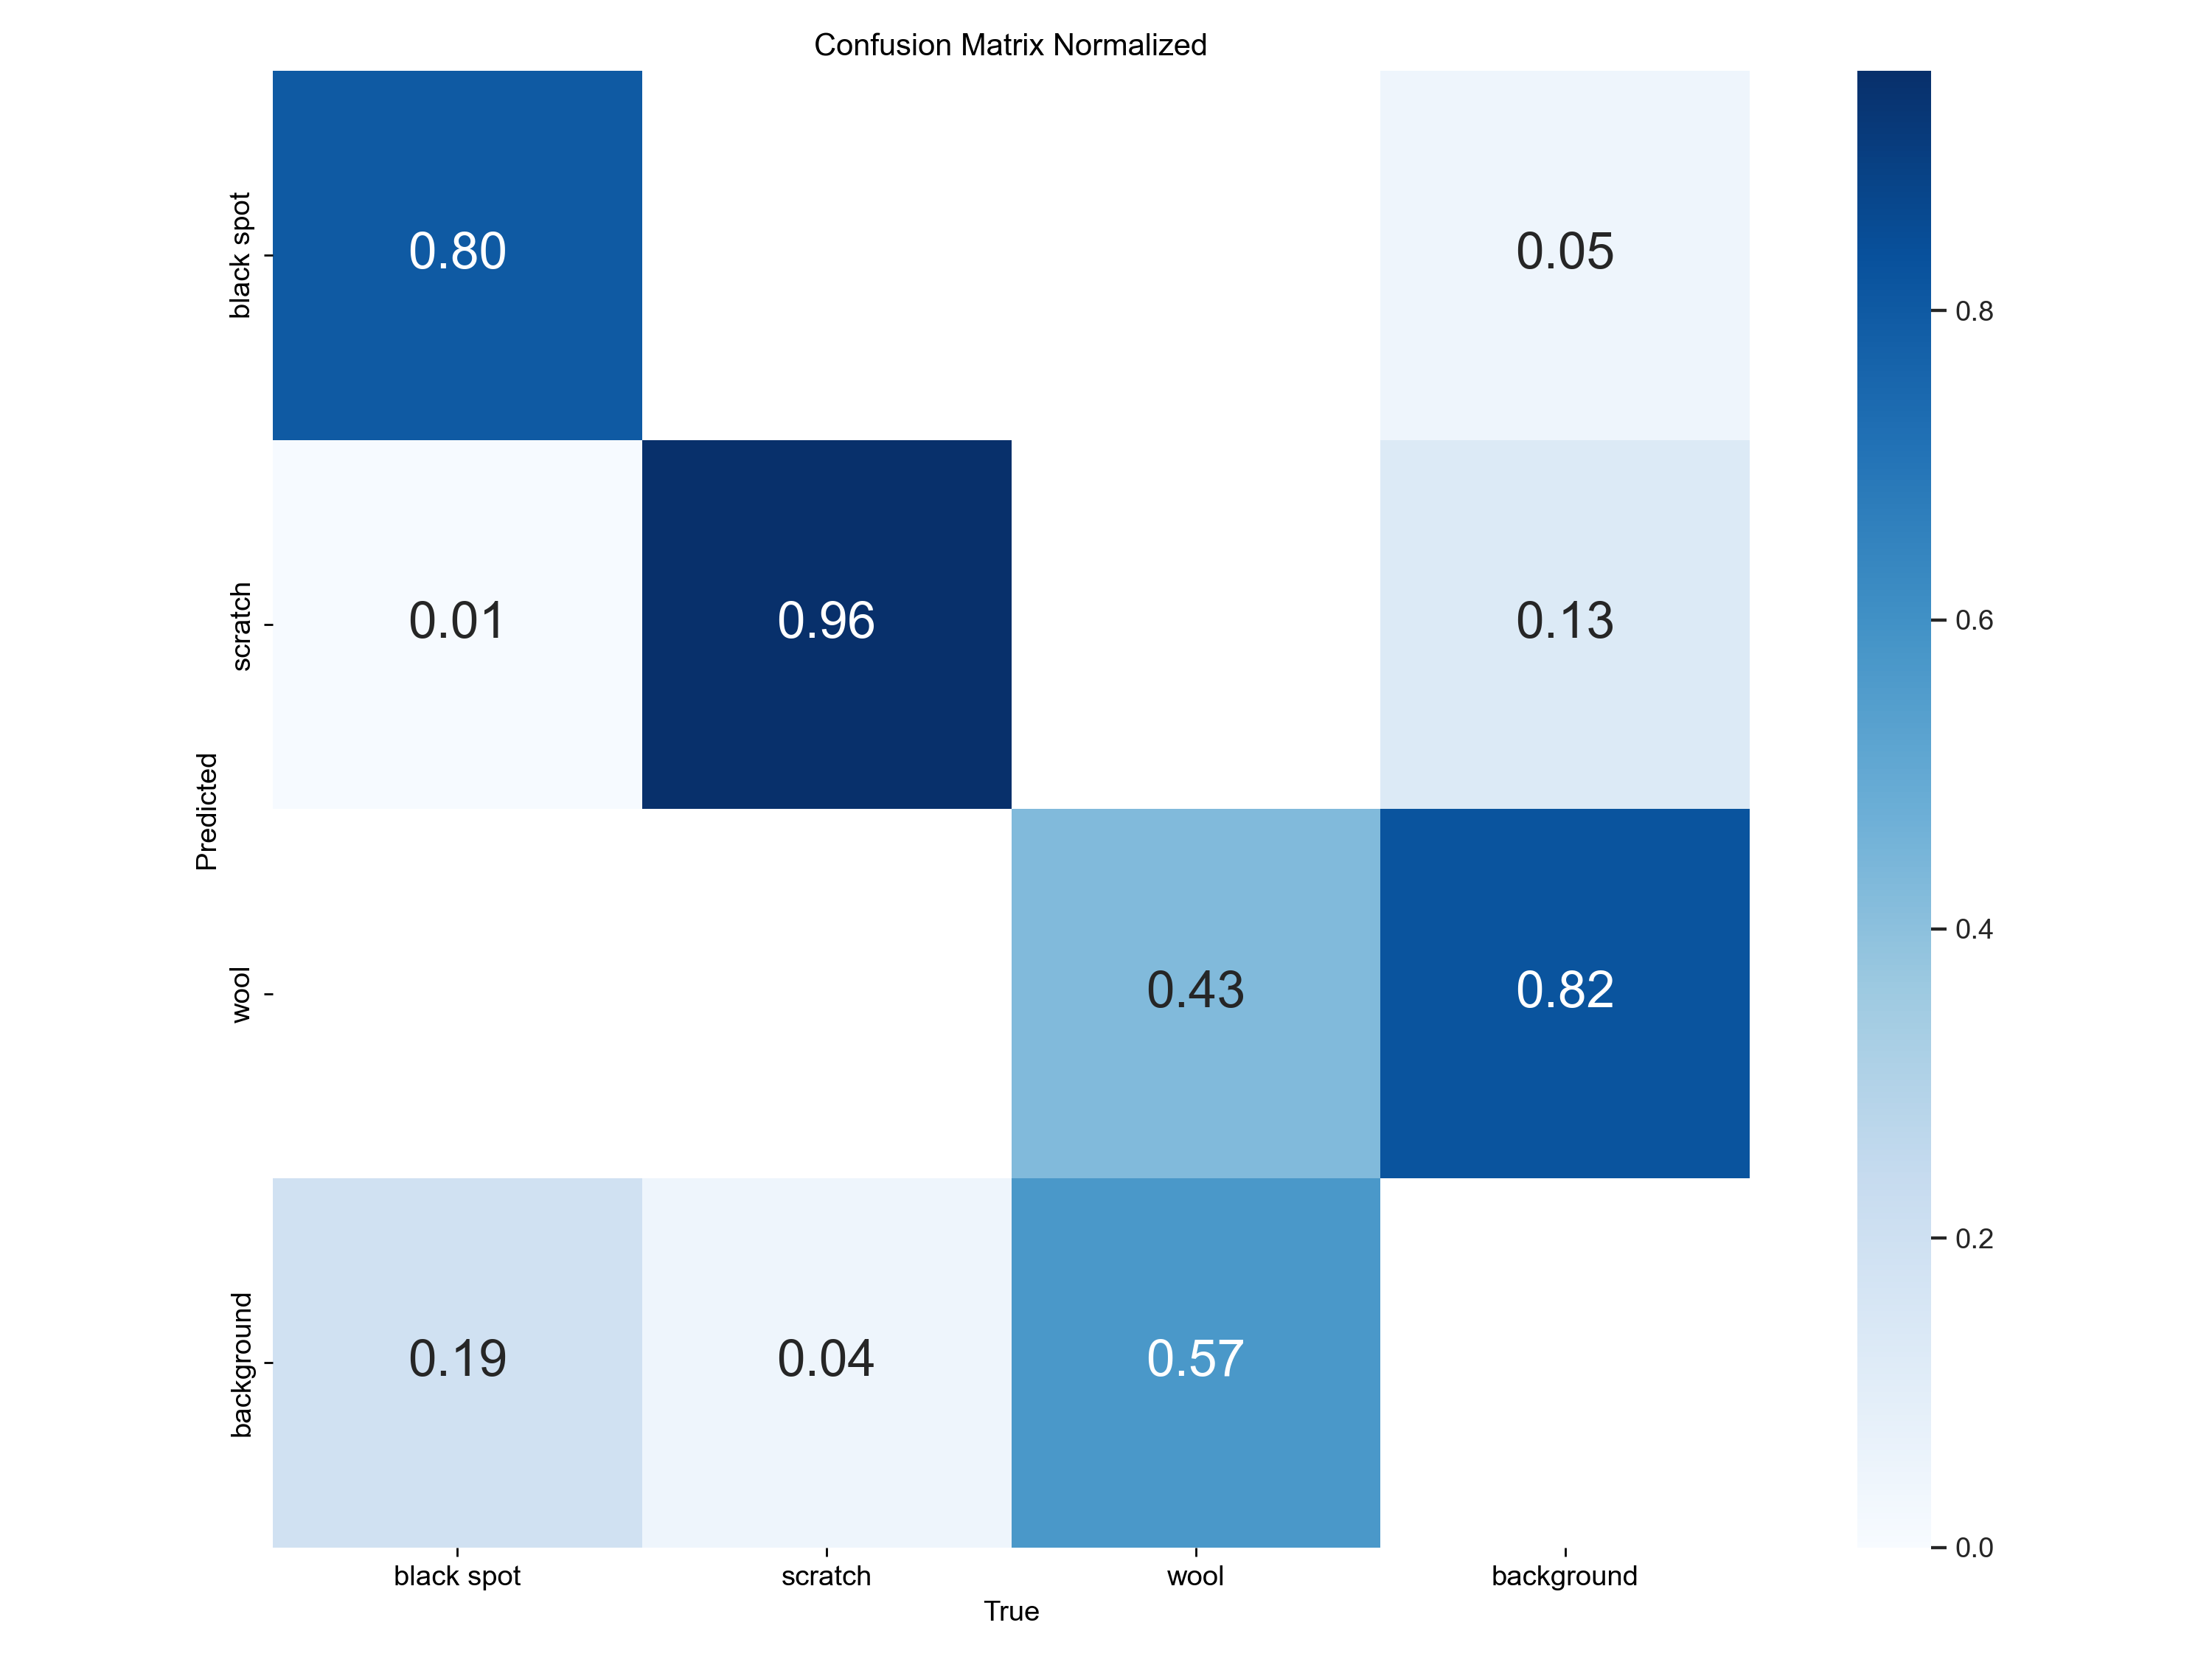 Confusion Matrix Normalized
black spot
0.80
0.05
scratch
0.01
0.96
0.13
wool
0.43
0.82
background
0.19
0.04
0.57
Predicted
black spot
scratch
wool
background
True
0.8
0.6
0.4
0.2
0.0